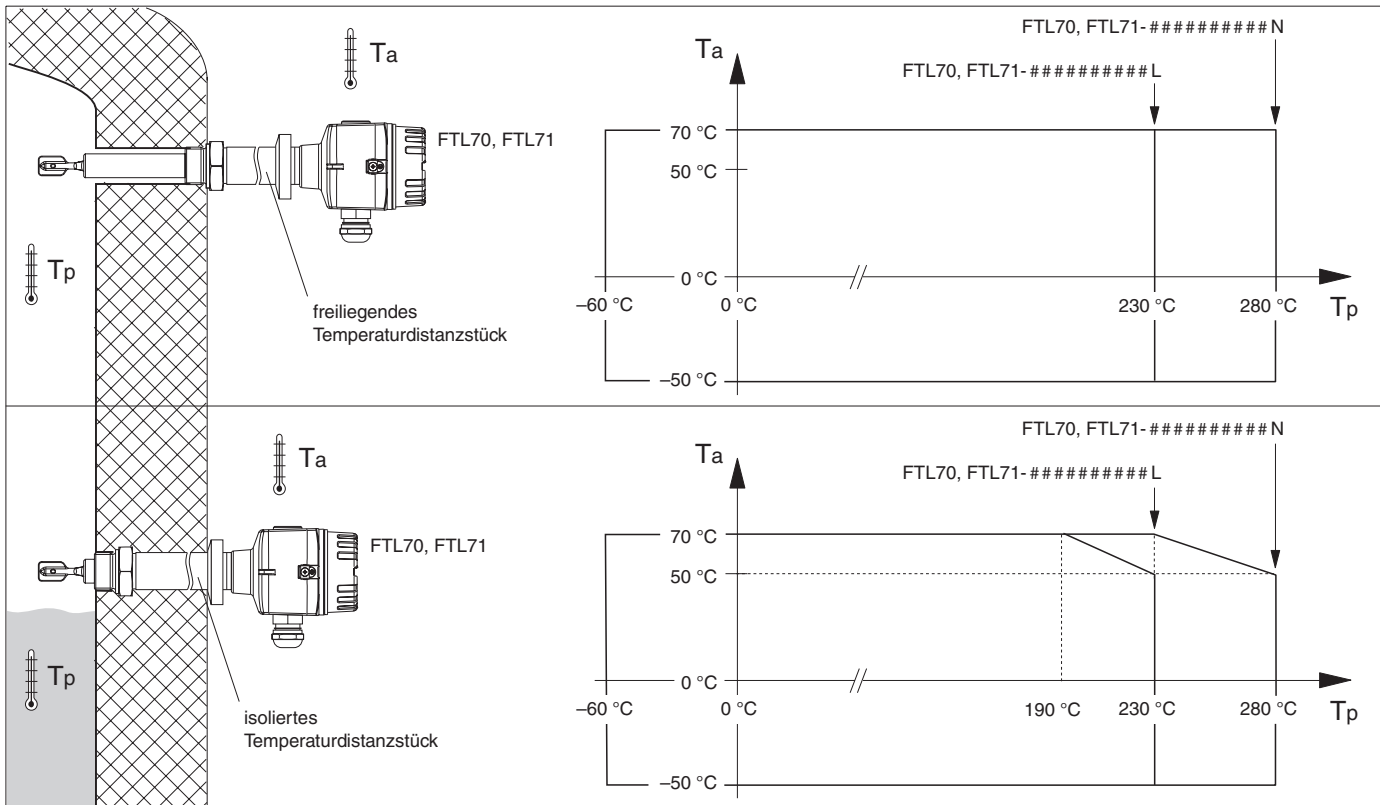 Ta
FTL70, FTL71
Tp
freiliegendes
Temperaturdistanzstück
FTL70, FTL71-##########N
Ta
FTL70, FTL71-##########L
70 °C
50 °C
0 °C
–60 °C
0 °C
230 °C
280 °C
Tp
–50 °C
Ta
FTL70, FTL71
Tp
isoliertes
Temperaturdistanzstück
FTL70, FTL71-##########N
Ta
FTL70, FTL71-##########L
70 °C
50 °C
0 °C
–60 °C
0 °C
190 °C
230 °C
280 °C
Tp
–50 °C